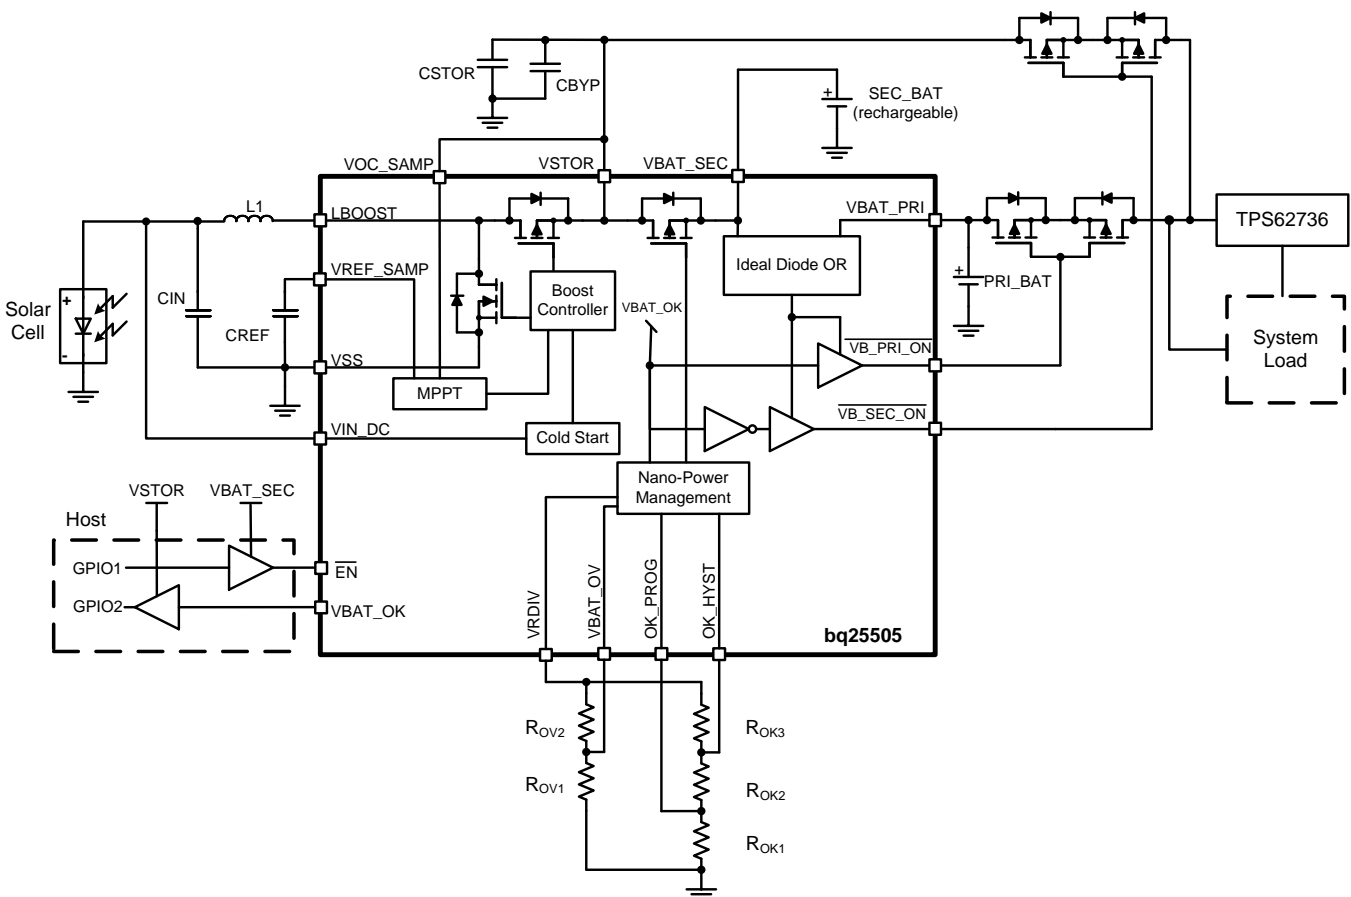 CSTOR
CBYP
+
SEC_BAT
(rechargeable)
VOC_SAMP
VSTOR
VBAT_SEC
L1
LBOOST
VBAT_PRI
TPS62736
Ideal Diode OR
VREF_SAMP
+
PRI_BAT
Solar
Cell
+
-
CIN
CREF
Boost
Controller
VBAT_OK
System
Load
VB_PRI_ON
VSS
MPPT
VB_SEC_ON
VIN_DC
Cold Start
Nano-Power
Management
VSTOR
VBAT_SEC
Host
GPIO1
EN
GPIO2
VBAT_OK
VRDIV
VBAT_OV
OK_PROG
OK_HYST
bq25505
ROV2
ROK3
ROV1
ROK2
ROK1